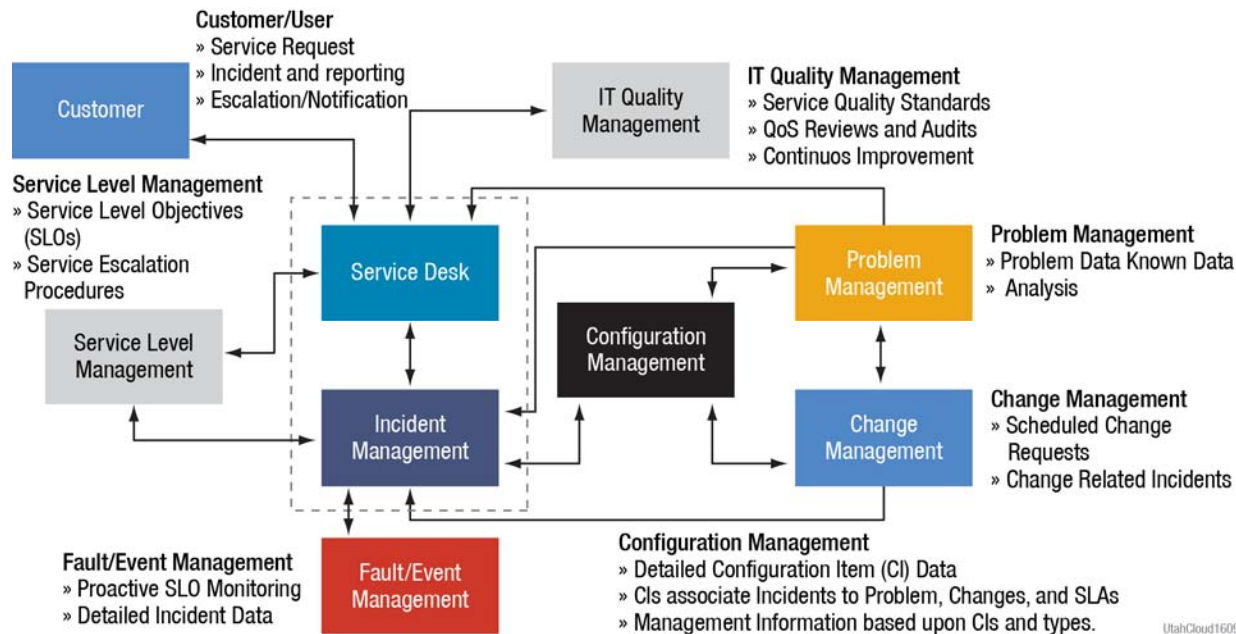 Customer/User
» Service Request
» Incident and reporting
» Escalation/Notification
Customer
IT Quality
Management
IT Quality Management
» Service Quality Standards
» QoS Reviews and Audits
» Continuos Improvement
Service Level Management
» Service Level Objectives
(SLOs)
» Service Escalation
Procedures
Service Desk
Problem
Management
Problem Management
» Problem Data Known Data
» Analysis
Service Level
Management
Configuration
Management
Incident
Management
Change
Management
Change Management
» Scheduled Change
Requests
» Change Related Incidents
Fault/Event Management
» Proactive SLO Monitoring
» Detailed Incident Data
Fault/Event
Management
Configuration Management
» Detailed Configuration Item (CI) Data
» CIs associate Incidents to Problem, Changes, and SLAs
» Management Information based upon CIs and types.